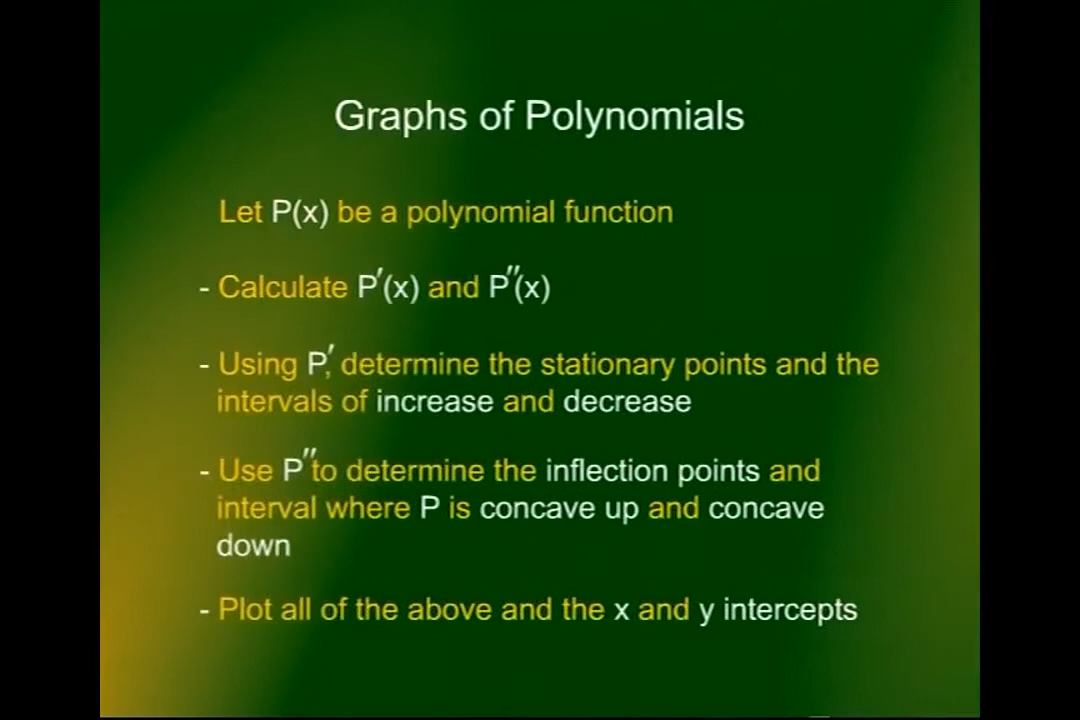 Graphs of Polynomials
Let P(x) be a polynomial function
- Calculate P′(x) and P″(x)
- Using P′, determine the stationary points and the
intervals of increase and decrease
- Use P″ to determine the inflection points and
interval where P is concave up and concave
down
- Plot all of the above and the x and y intercepts